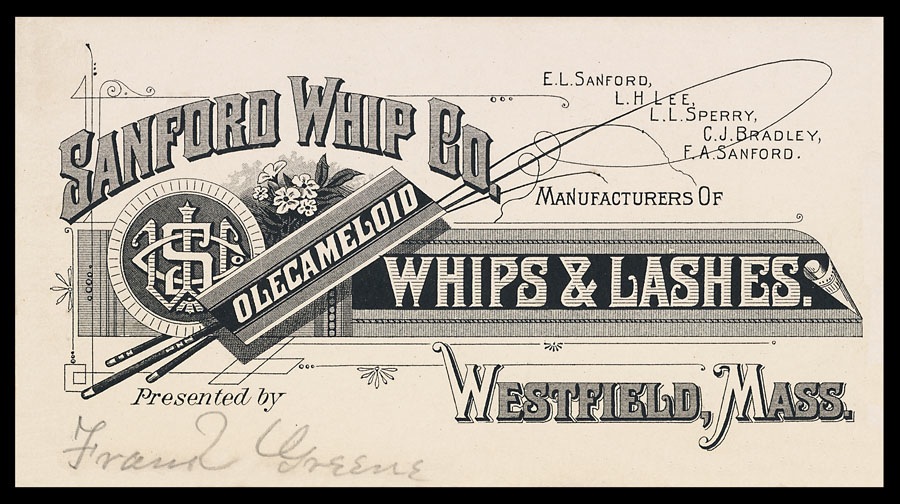 SANFORD WHIP CO.
E.L. SANFORD,
L.H LEE,
L.L. SPERRY,
C.J. BRADLEY,
F.A. SANFORD.
MANUFACTURERS OF
OLECAMELOID
WHIPS & LASHES.
WESTFIELD, MASS.
Presented by
Frank Greene